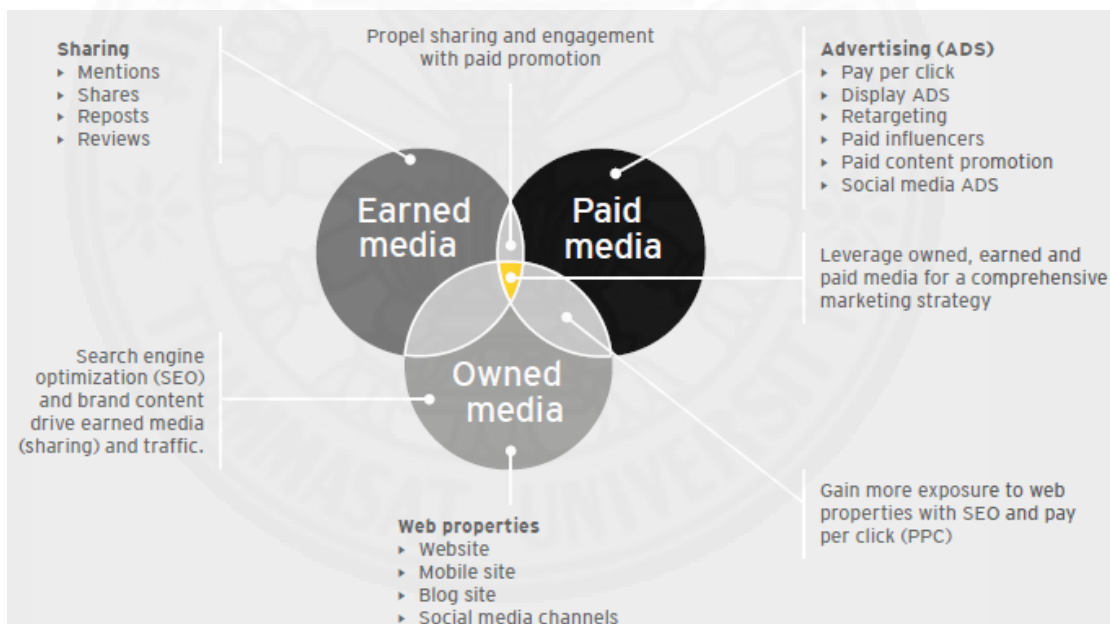 Sharing
▸ Mentions
▸ Shares
▸ Reposts
▸ Reviews
Propel sharing and engagement
with paid promotion
Advertising (ADS)
▸ Pay per click
▸ Display ADS
▸ Retargeting
▸ Paid influencers
▸ Paid content promotion
▸ Social media ADS
Earned
media
Paid
media
Leverage owned, earned and
paid media for a comprehensive
marketing strategy
Search engine
optimization (SEO)
and brand content
drive earned media
(sharing) and traffic.
Owned
media
Gain more exposure to web
properties with SEO and pay
per click (PPC)
Web properties
▸ Website
▸ Mobile site
▸ Blog site
▸ Social media channels
THAMMASAT UNIVERSITY